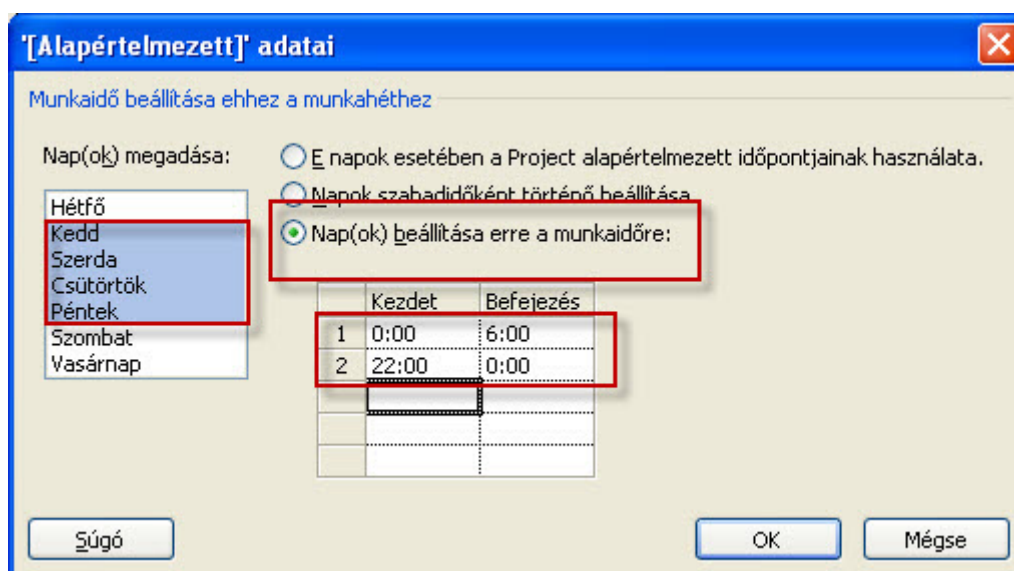 '[Alapértelmezett]' adatai
Munkaidő beállítása ehhez a munkahéthez
Nap(ok) megadása:
E napok esetében a Project alapértelmezett időpontjainak használata.
Napok szabadidőként történő beállítása
Nap(ok) beállítása erre a munkaidőre:
Hétfő
Kedd
Szerda
Csütörtök
Péntek
Szombat
Vasárnap
Kezdet Befejezés
1 0:00 6:00
2 22:00 0:00
Súgó OK Mégse